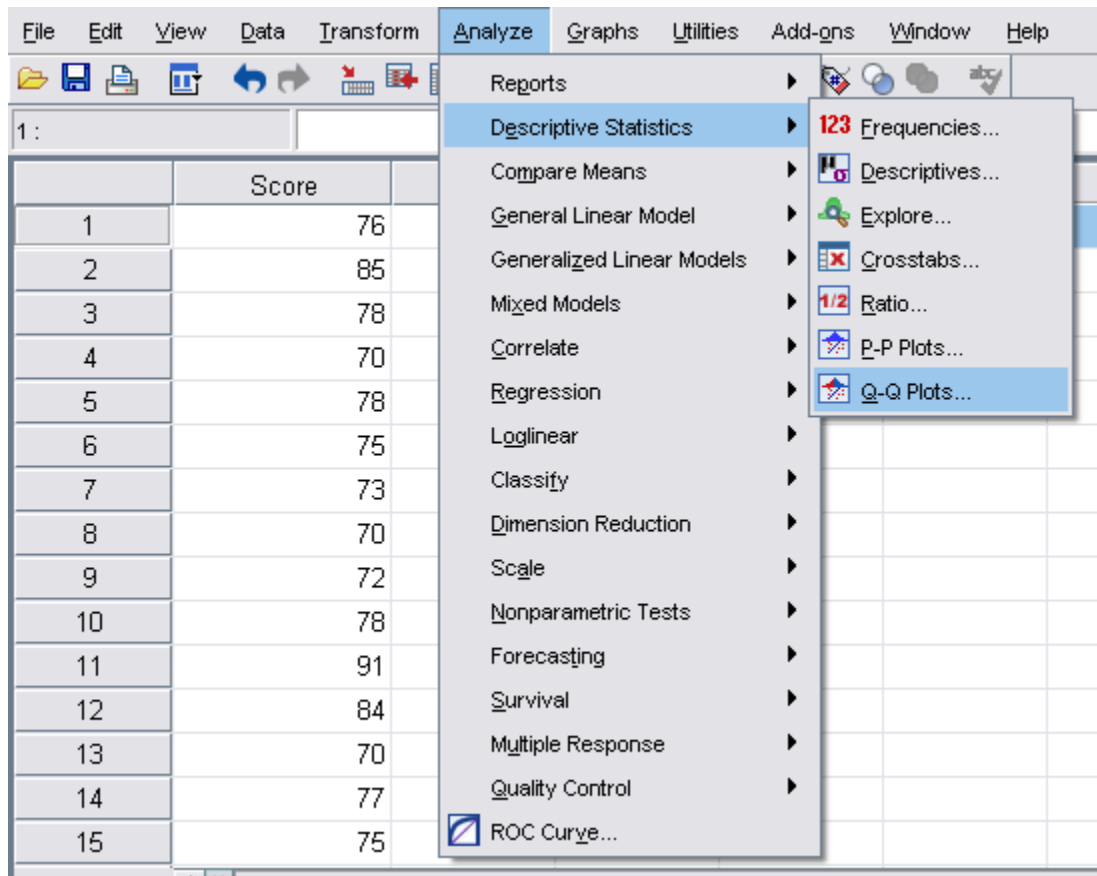 File Edit View Data Transform Analyze Graphs Utilities Add-ons Window Help
1 :
Score
1 76
2 85
3 78
4 70
5 78
6 75
7 73
8 70
9 72
10 78
11 91
12 84
13 70
14 77
15 75
Reports
Descriptive Statistics
Compare Means
General Linear Model
Generalized Linear Models
Mixed Models
Correlate
Regression
Loglinear
Classify
Dimension Reduction
Scale
Nonparametric Tests
Forecasting
Survival
Multiple Response
Quality Control
ROC Curve...
123 Frequencies...
μσ Descriptives...
Explore...
Crosstabs...
1/2 Ratio...
P-P Plots...
Q-Q Plots...